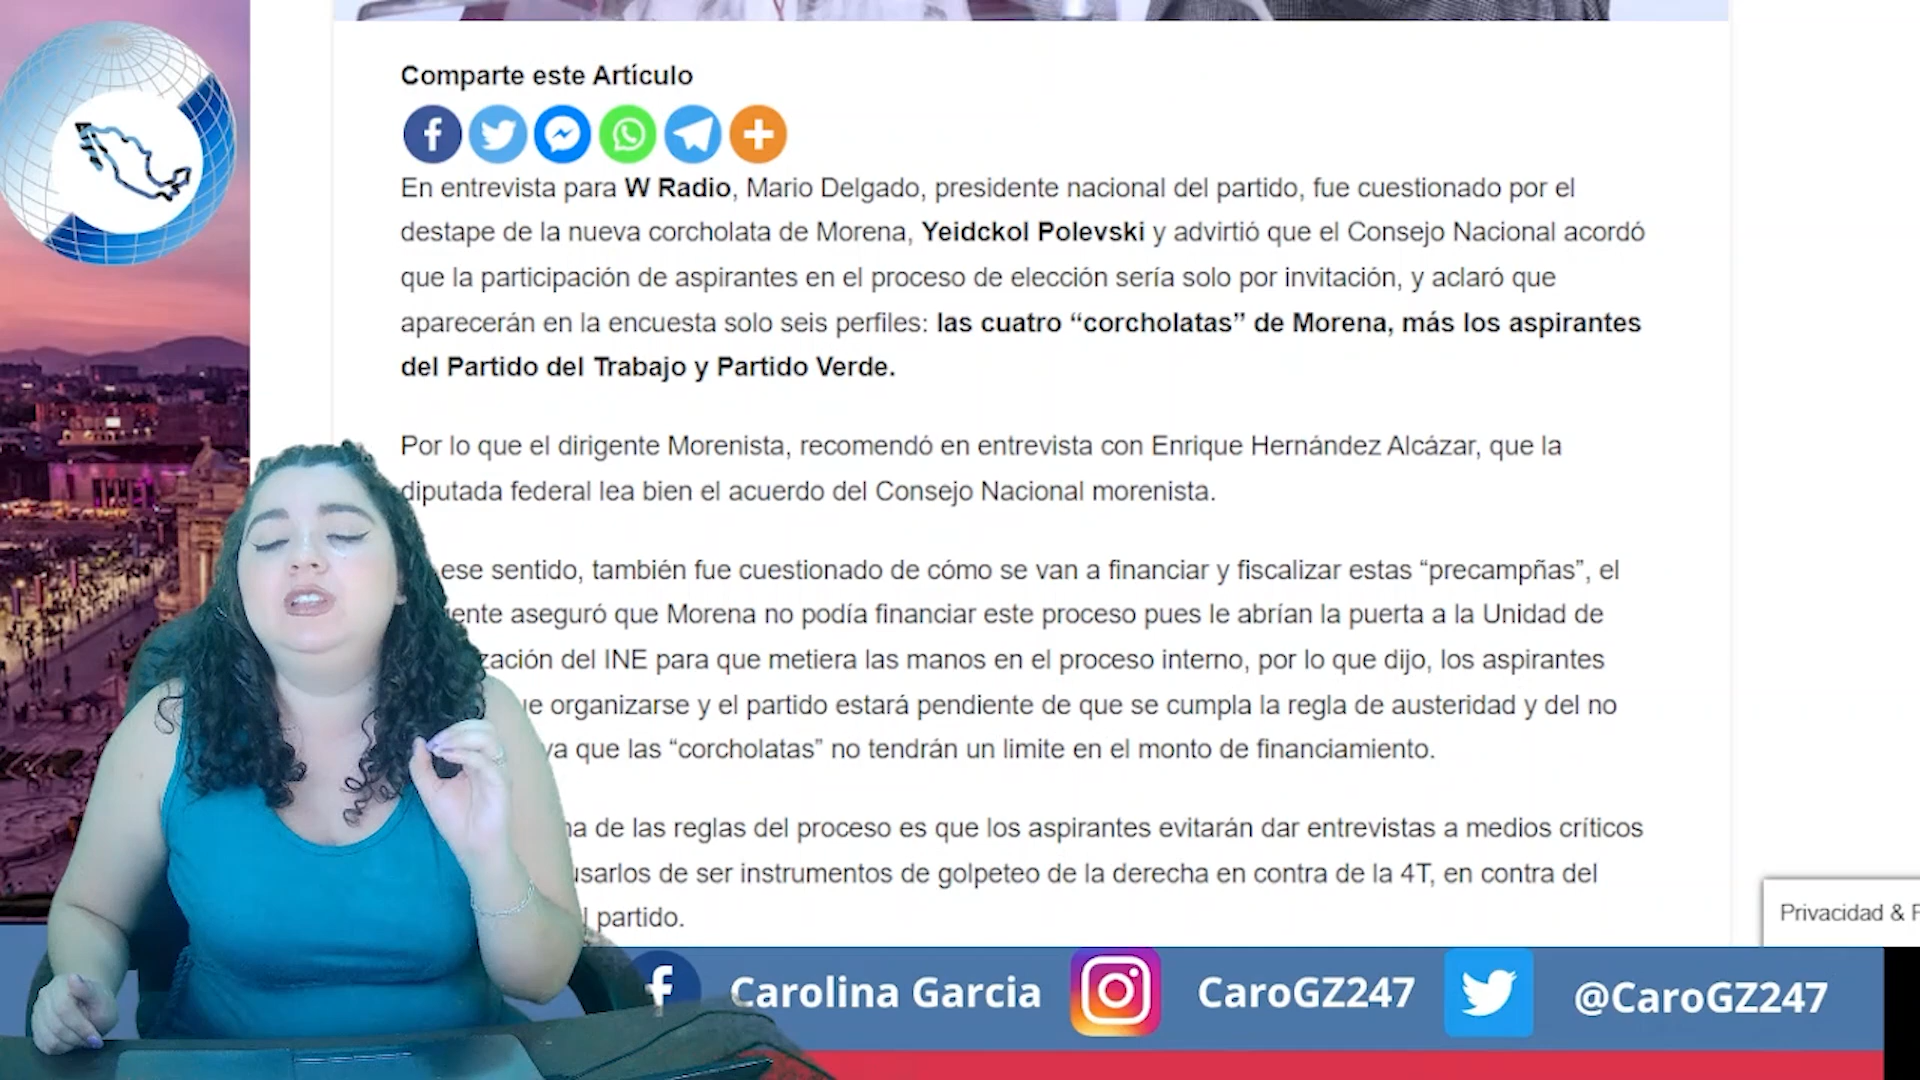 Comparte este Artículo
En entrevista para W Radio, Mario Delgado, presidente nacional del partido, fue cuestionado por el
destape de la nueva corcholata de Morena, Yeidckol Polevski y advirtió que el Consejo Nacional acordó
que la participación de aspirantes en el proceso de elección sería solo por invitación, y aclaró que
aparecerán en la encuesta solo seis perfiles: las cuatro “corcholatas” de Morena, más los aspirantes
del Partido del Trabajo y Partido Verde.
Por lo que el dirigente Morenista, recomendó en entrevista con Enrique Hernández Alcázar, que la
diputada federal lea bien el acuerdo del Consejo Nacional morenista.
ese sentido, también fue cuestionado de cómo se van a financiar y fiscalizar estas “precampñas”, el
ente aseguró que Morena no podía financiar este proceso pues le abrían la puerta a la Unidad de
zación del INE para que metiera las manos en el proceso interno, por lo que dijo, los aspirantes
ue organizarse y el partido estará pendiente de que se cumpla la regla de austeridad y del no
ya que las “corcholatas” no tendrán un limite en el monto de financiamiento.
na de las reglas del proceso es que los aspirantes evitarán dar entrevistas a medios críticos
usarlos de ser instrumentos de golpeteo de la derecha en contra de la 4T, en contra del
l partido.
Privacidad &
Carolina Garcia CaroGZ247 @CaroGZ247